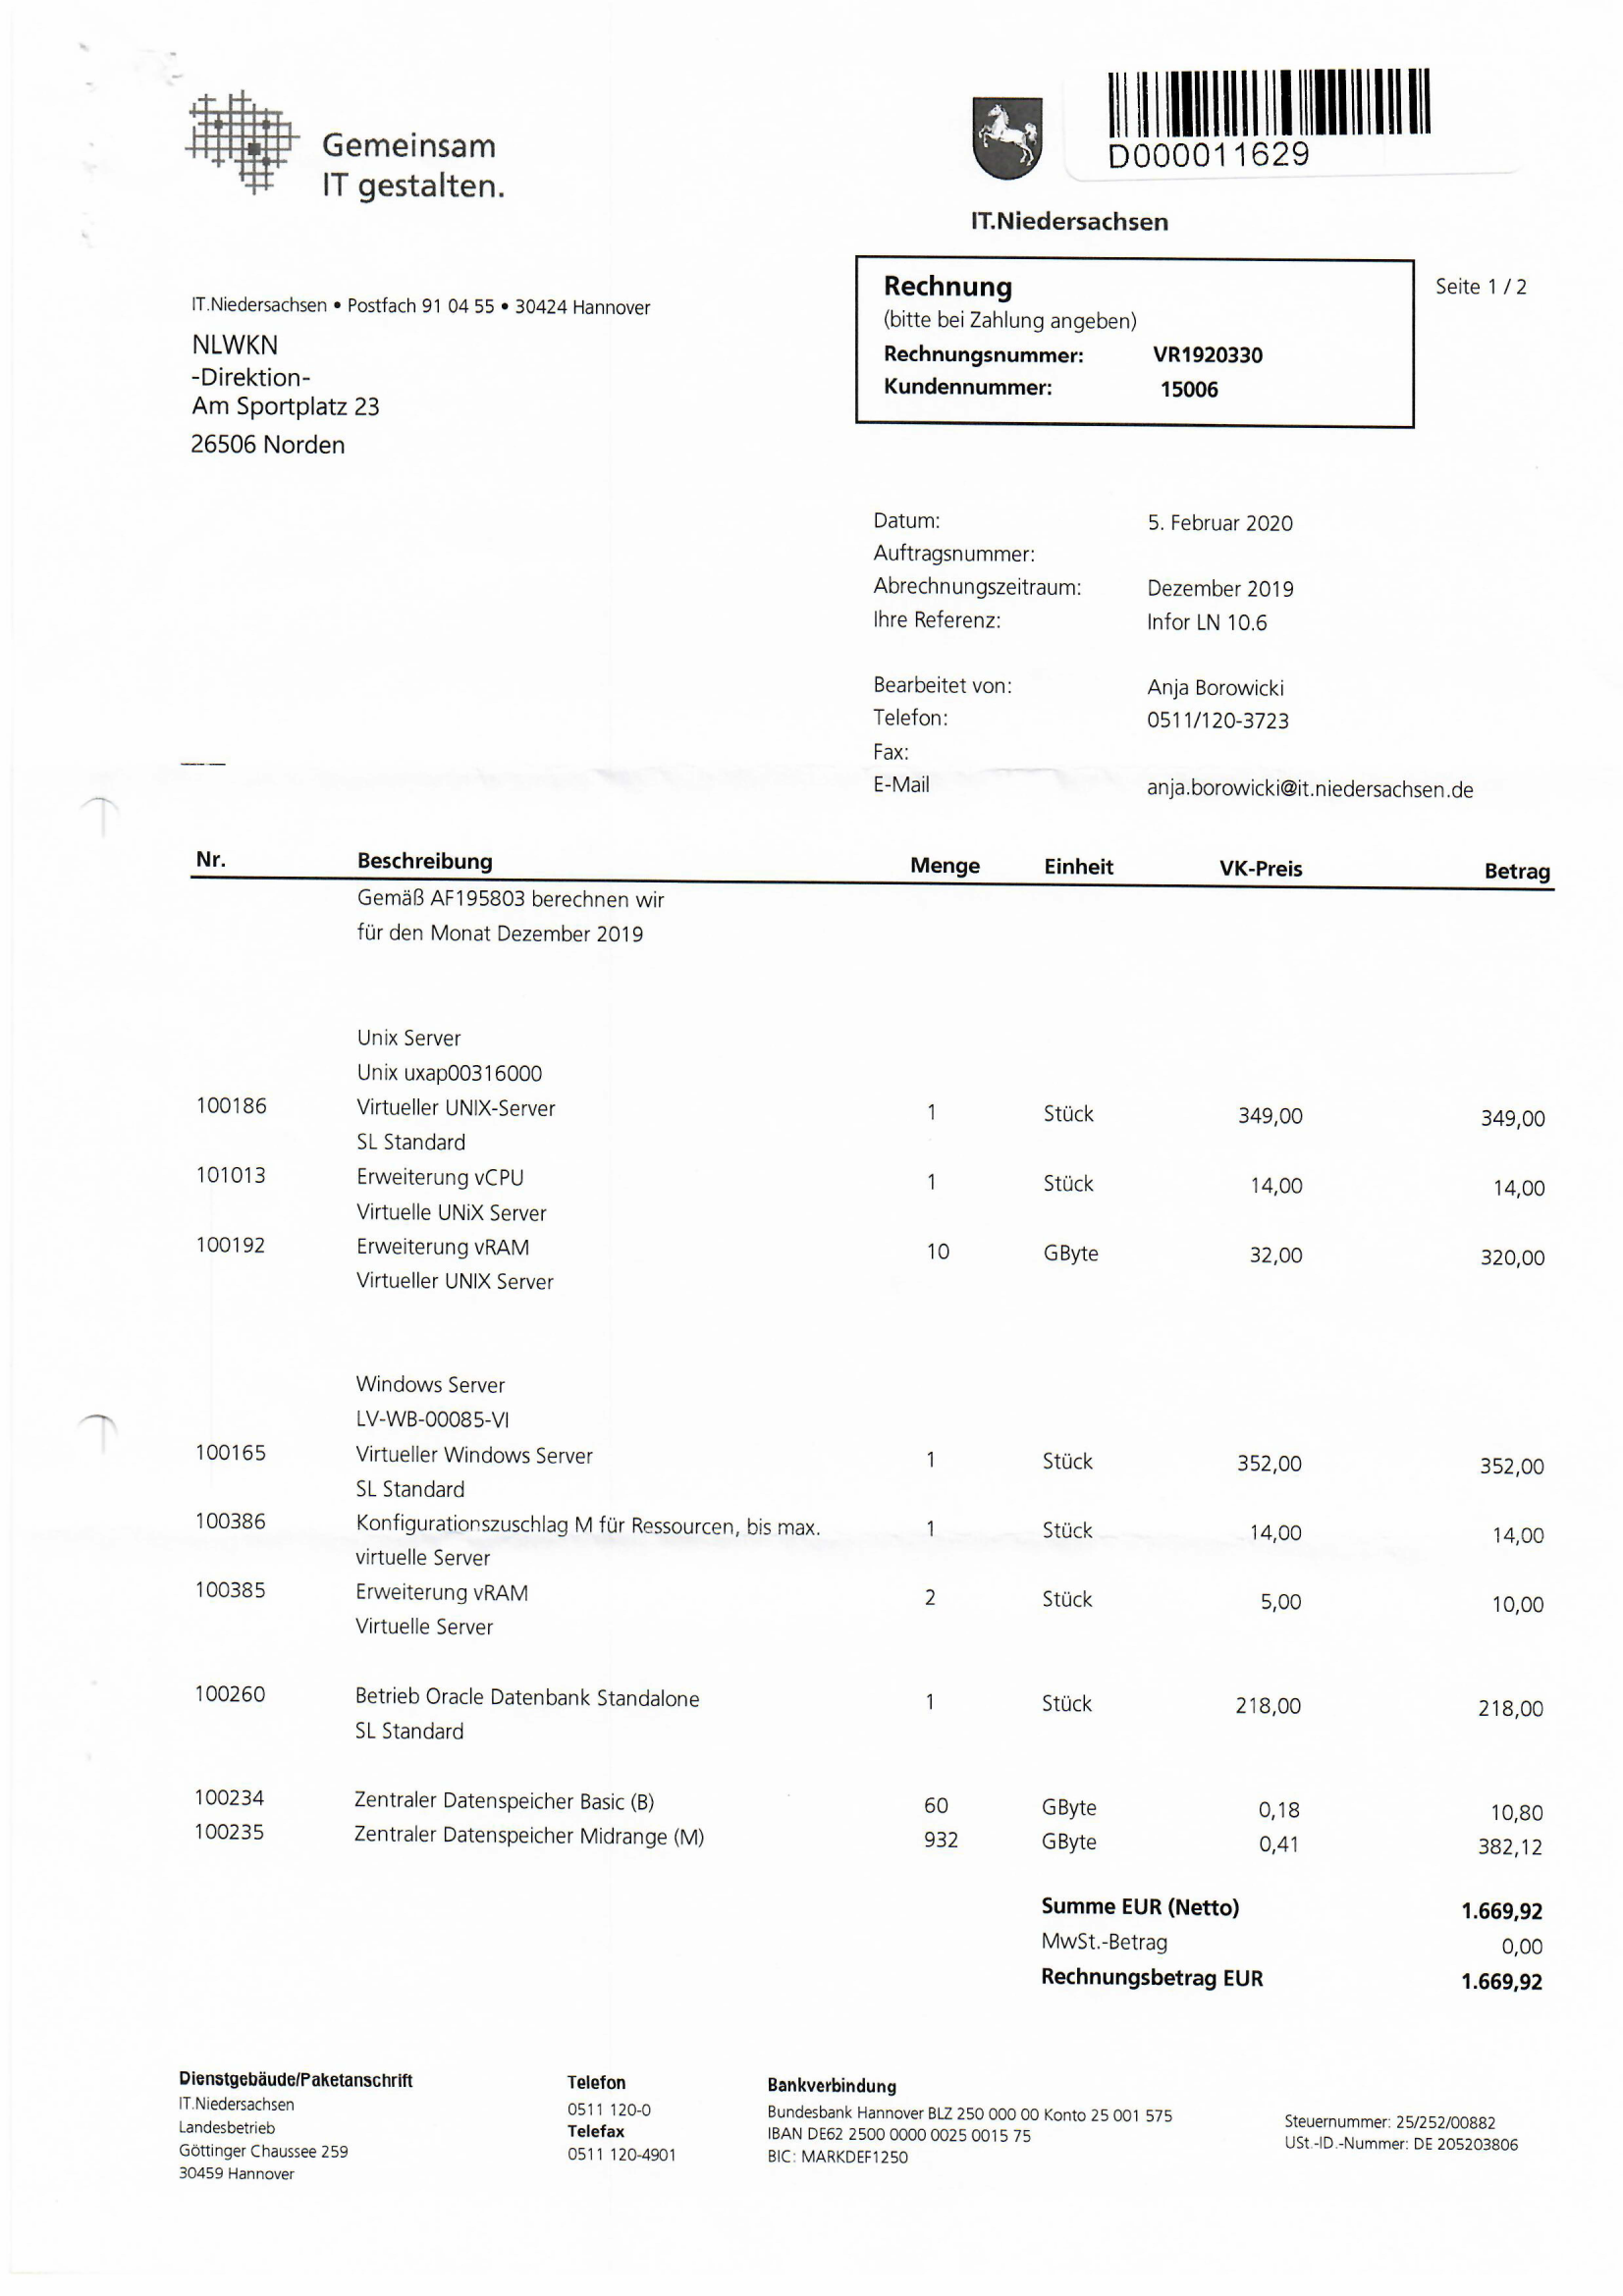 Gemeinsam
IT gestalten.
D000011629
IT.Niedersachsen
Rechnung
(bitte bei Zahlung angeben)
Rechnungsnummer: VR1920330
Kundennummer: 15006
Seite 1 / 2
IT.Niedersachsen • Postfach 91 04 55 • 30424 Hannover
NLWKN
-Direktion-
Am Sportplatz 23
26506 Norden
Datum: 5. Februar 2020
Auftragsnummer:
Abrechnungszeitraum: Dezember 2019
Ihre Referenz: Infor LN 10.6
Bearbeitet von: Anja Borowicki
Telefon: 0511/120-3723
Fax:
E-Mail anja.borowicki@it.niedersachsen.de
Nr. Beschreibung Menge Einheit VK-Preis Betrag
Gemäß AF195803 berechnen wir
für den Monat Dezember 2019
Unix Server
Unix uxap00316000
100186 Virtueller UNIX-Server 1 Stück 349,00 349,00
SL Standard
101013 Erweiterung vCPU 1 Stück 14,00 14,00
Virtuelle UNiX Server
100192 Erweiterung vRAM 10 GByte 32,00 320,00
Virtueller UNIX Server
Windows Server
LV-WB-00085-VI
100165 Virtueller Windows Server 1 Stück 352,00 352,00
SL Standard
100386 Konfigurationszuschlag M für Ressourcen, bis max. 1 Stück 14,00 14,00
virtuelle Server
100385 Erweiterung vRAM 2 Stück 5,00 10,00
Virtuelle Server
100260 Betrieb Oracle Datenbank Standalone 1 Stück 218,00 218,00
SL Standard
100234 Zentraler Datenspeicher Basic (B) 60 GByte 0,18 10,80
100235 Zentraler Datenspeicher Midrange (M) 932 GByte 0,41 382,12
Summe EUR (Netto) 1.669,92
MwSt.-Betrag 0,00
Rechnungsbetrag EUR 1.669,92
Dienstgebäude/Paketanschrift
IT.Niedersachsen
Landesbetrieb
Göttinger Chaussee 259
30459 Hannover
Telefon
0511 120-0
Telefax
0511 120-4901
Bankverbindung
Bundesbank Hannover BLZ 250 000 00 Konto 25 001 575
IBAN DE62 2500 0000 0025 0015 75
BIC: MARKDEF1250
Steuernummer: 25/252/00882
USt.-ID.-Nummer: DE 205203806